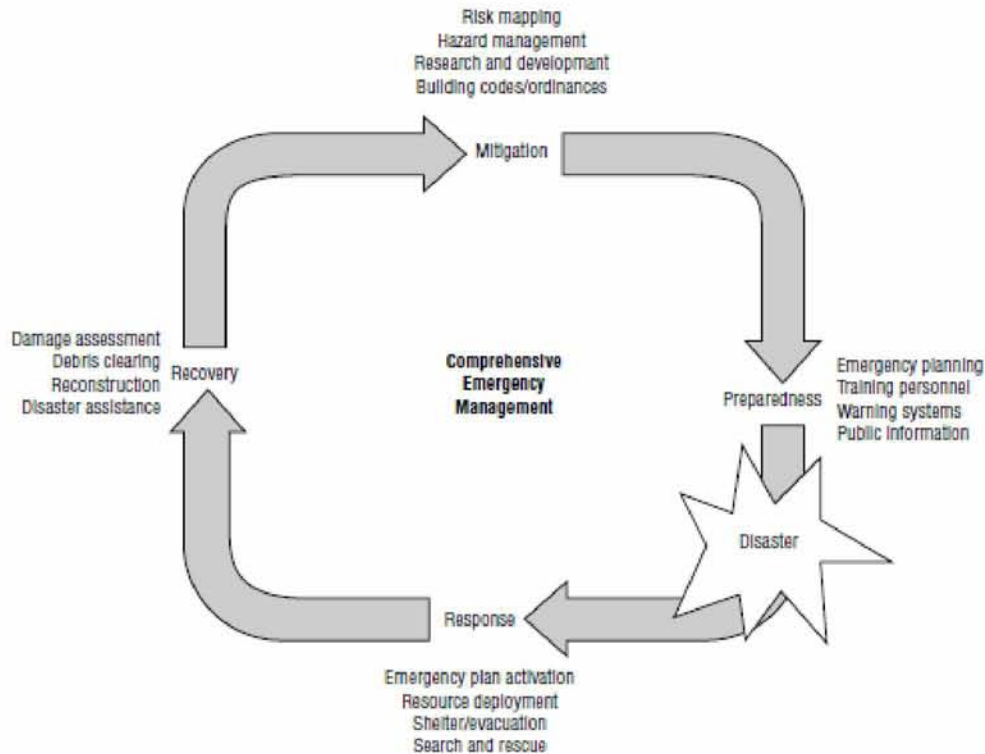 Risk mapping
Hazard management
Research and development
Building codes/ordinances
Mitigation
Damage assessment
Debris clearing
Reconstruction
Disaster assistance
Recovery
Comprehensive
Emergency
Management
Preparedness
Emergency planning
Training personnel
Warning systems
Public information
Disaster
Response
Emergency plan activation
Resource deployment
Shelter/evacuation
Search and rescue